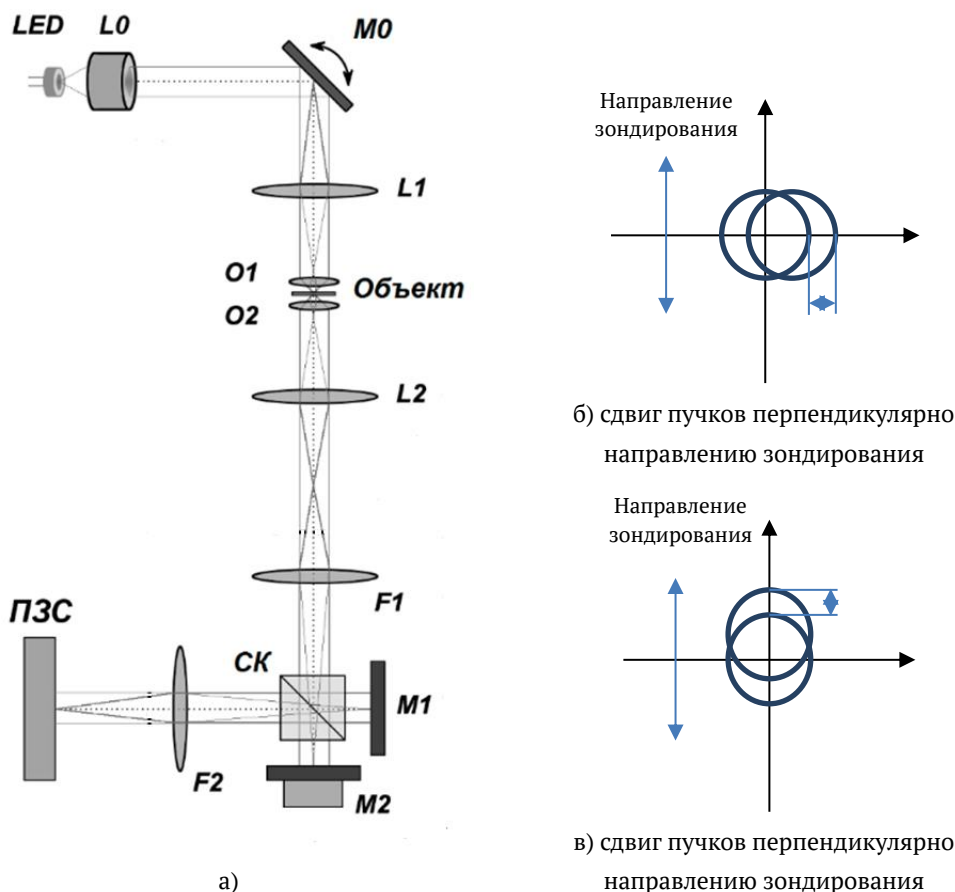 LED
L0
M0
L1
O1
Объект
O2
L2
F1
ПЗС
СК
M1
F2
M2
а)
Направление
зондирования
б) сдвиг пучков перпендикулярно
направлению зондирования
Направление
зондирования
в) сдвиг пучков перпендикулярно
направлению зондирования